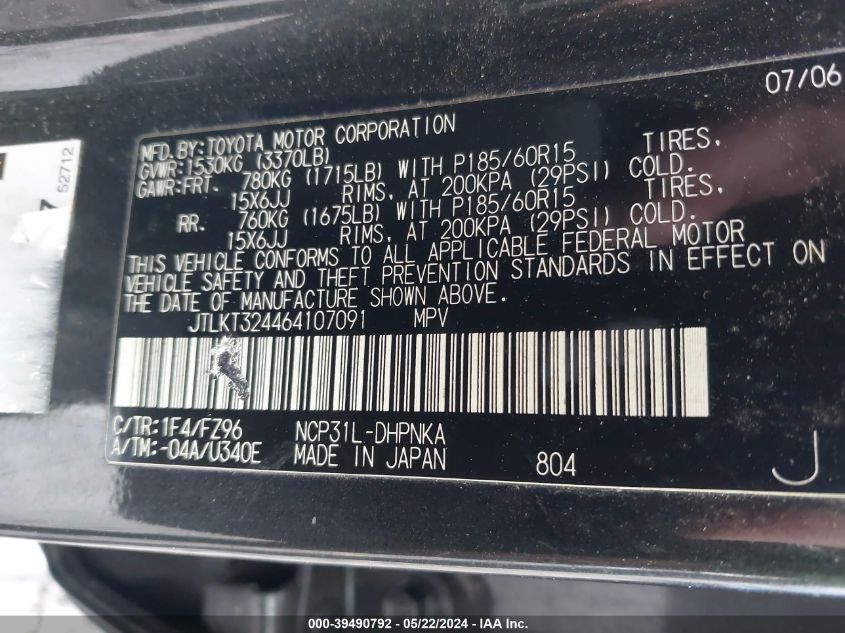 07/06
MFD.BY:TOYOTA MOTOR CORPORATION
GVWR:1530KG (3370LB)
GAWR:FRT. 780KG (1715LB) WITH P185/60R15 TIRES,
15X6JJ RIMS, AT 200KPA (29PSI) COLD.
RR. 760KG (1675LB) WITH P185/60R15 TIRES,
15X6JJ RIMS, AT 200KPA (29PSI) COLD.
THIS VEHICLE CONFORMS TO ALL APPLICABLE FEDERAL MOTOR
VEHICLE SAFETY AND THEFT PREVENTION STANDARDS IN EFFECT ON
THE DATE OF MANUFACTURE SHOWN ABOVE.
JTLKT324464107091 MPV
C/TR:1F4/FZ96 NCP31L-DHPNKA
A/TM:-04A/U340E MADE IN JAPAN 804 J
52712
000-39490792 - 05/22/2024 - IAA Inc.